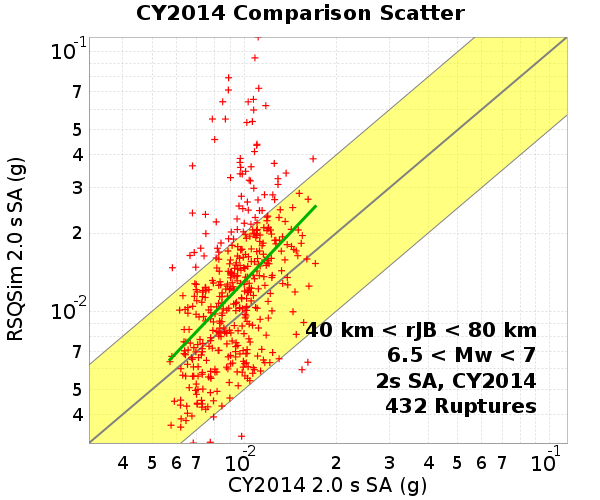 CY2014 Comparison Scatter
10⁻¹
7
5
4
3
2
10⁻²
7
5
4
RSQSim 2.0 s SA (g)
40 km < rJB < 80 km
6.5 < Mw < 7
2s SA, CY2014
432 Ruptures
4 5 6 7 10⁻² 2 3 4 5 6 7 10⁻¹
CY2014 2.0 s SA (g)